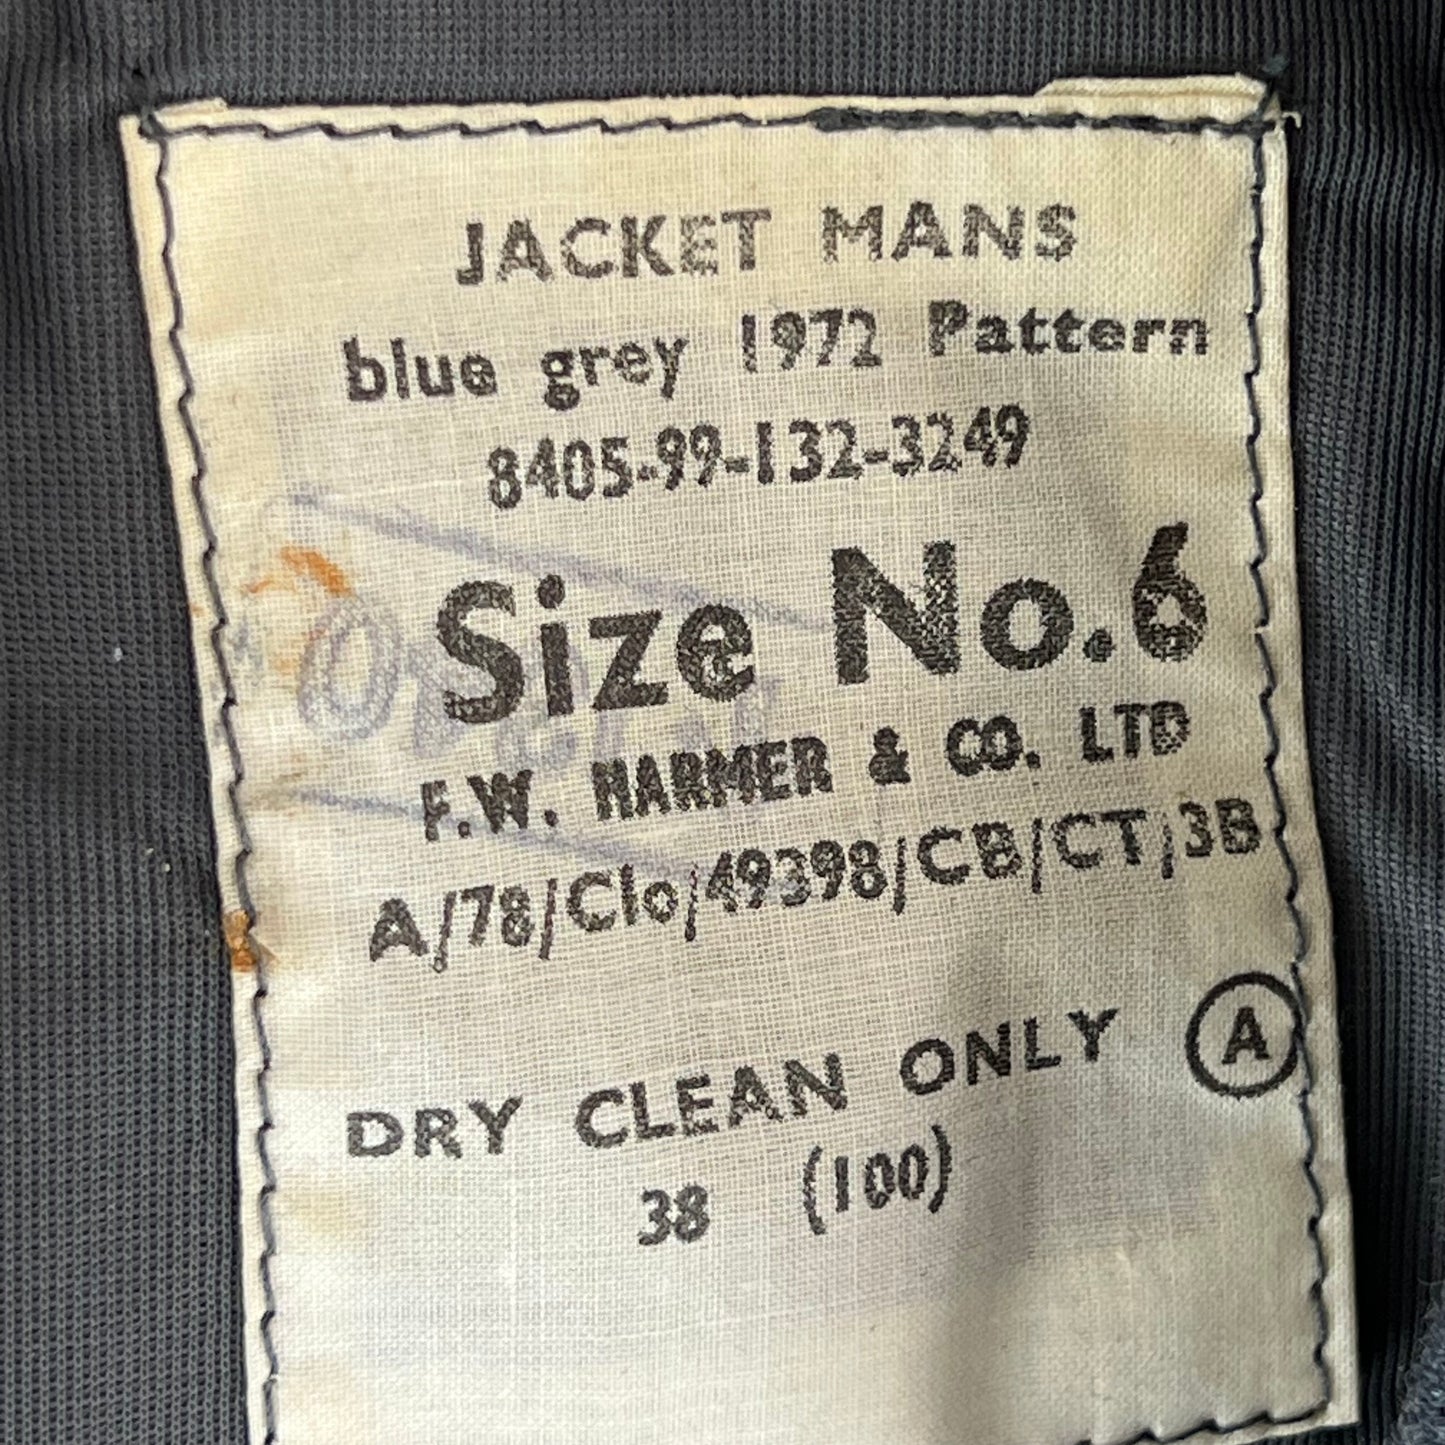 JACKET MANS
blue grey 1972 Pattern
8405-99-132-3249
Size No.6
F.W. HARMER & CO. LTD
A/78/Clo/49398/CB/CT/3B
DRY CLEAN ONLY Ⓐ
38 (100)